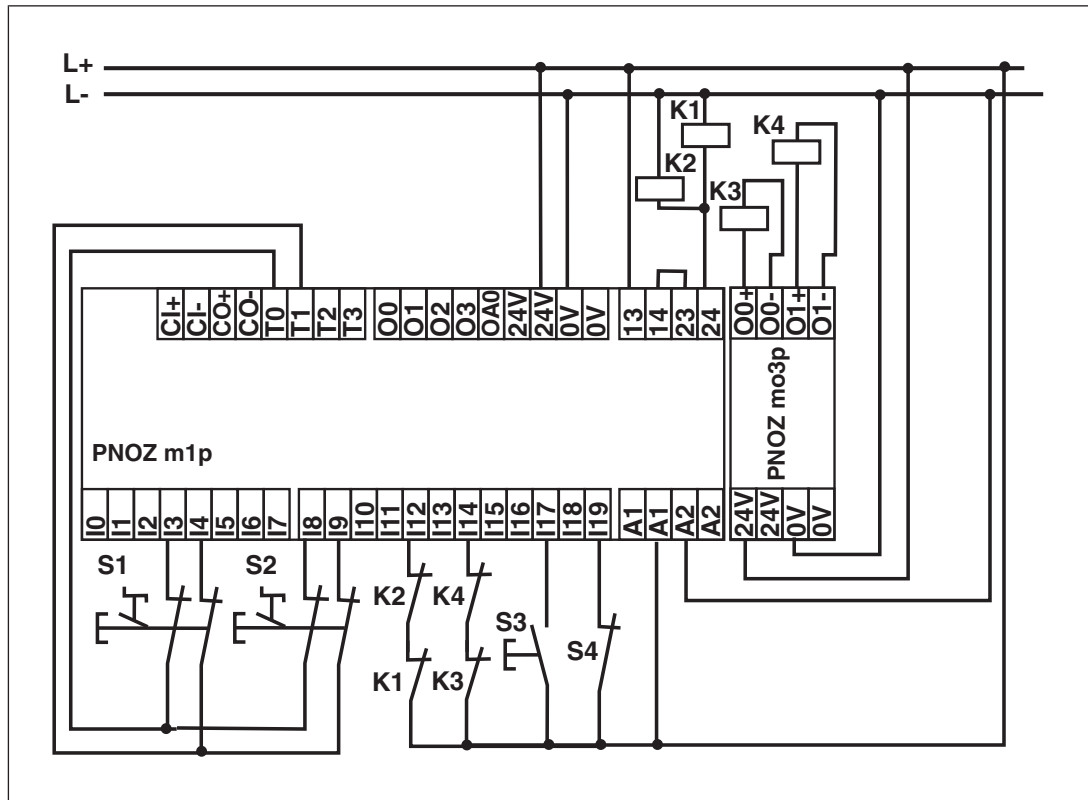 L+
L-
K1
K4
K2
K3
CI+ CI- CO+ CO- T0 T1 T2 T3 O0 O1 O2 O3 OA0 24V 24V 0V 0V 13 14 23 24 O0+ O0- O1+ O1-
PNOZ m1p
PNOZ mo3p
I0 I1 I2 I3 I4 I5 I6 I7 I8 I9 I10 I11 I12 I13 I14 I15 I16 I17 I18 I19 A1 A1 A2 A2 24V 24V 0V 0V
S1 S2
K2 K4
S3 S4
K1 K3